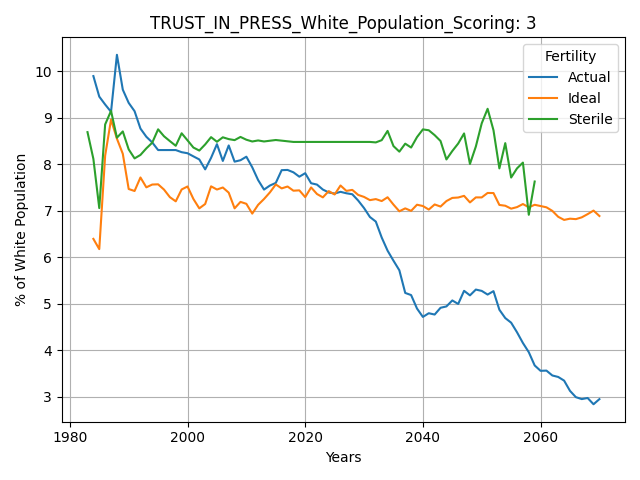 TRUST_IN_PRESS_White_Population_Scoring: 3
% of White Population
10
9
8
7
6
5
4
3
1980
2000
2020
2040
2060
Years
Fertility
Actual
Ideal
Sterile